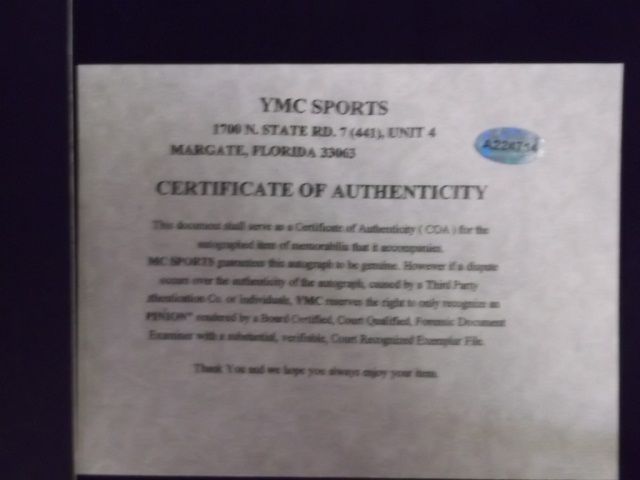 YMC SPORTS
1700 N. STATE RD. 7 (441), UNIT 4
MARGATE, FLORIDA 33063
A224714
CERTIFICATE OF AUTHENTICITY
This document shall serve as a Certificate of Authenticity ( COA ) for the
autographed item of memorabilia that it accompanies.
MC SPORTS guarantees this autograph to be genuine. However if a dispute
occurs over the authenticity of the autograph, caused by a Third Party
thentication Co. or individuals, YMC reserves the right to only recognize an
PINION" rendered by a Board Certified, Court Qualified, Forensic Document
Examiner with a substantial, verifiable, Court Recognized Exemplar File.
Thank You and we hope you always enjoy your item.